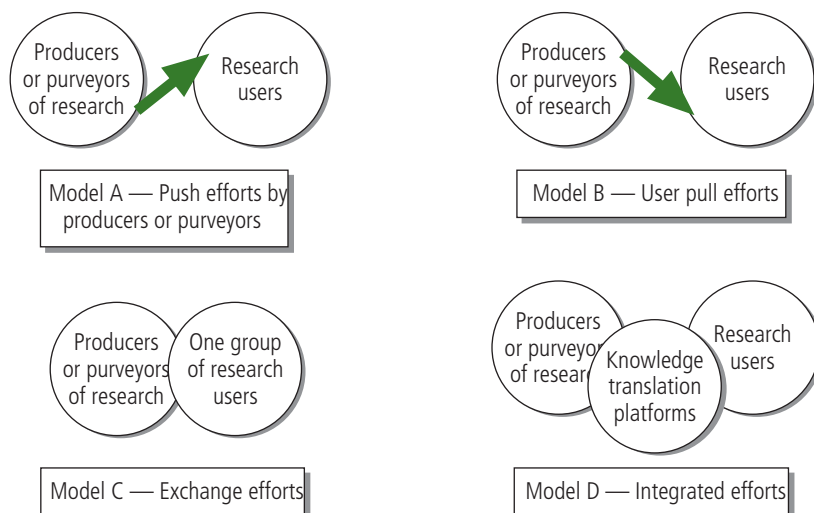 Producers
or purveyors
of research
Research
users
Model A — Push efforts by
producers or purveyors
Producers
or purveyors
of research
Research
users
Model B — User pull efforts
Producers
or purveyors
of research
One group
of research
users
Model C — Exchange efforts
Producers
or purveyors
of research
Knowledge
translation
platforms
Research
users
Model D — Integrated efforts